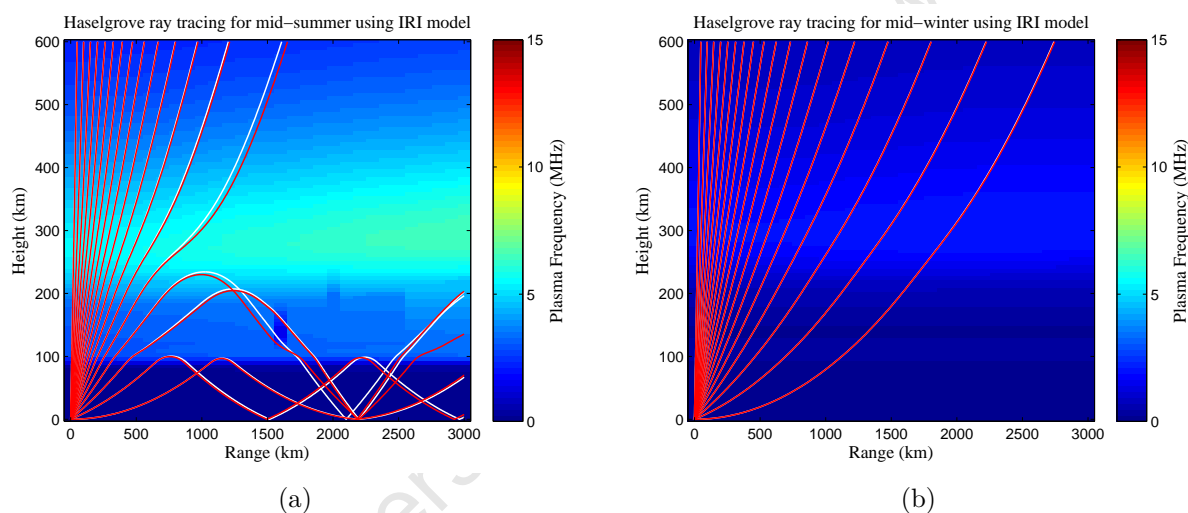 Haselgrove ray tracing for mid−summer using IRI model
600
500
400
300
200
100
0
Height (km)
0 500 1000 1500 2000 2500 3000
Range (km)
15
10
5
0
Plasma Frequency (MHz)
(a)
Haselgrove ray tracing for mid−winter using IRI model
600
500
400
300
200
100
0
Height (km)
0 500 1000 1500 2000 2500 3000
Range (km)
15
10
5
0
Plasma Frequency (MHz)
(b)